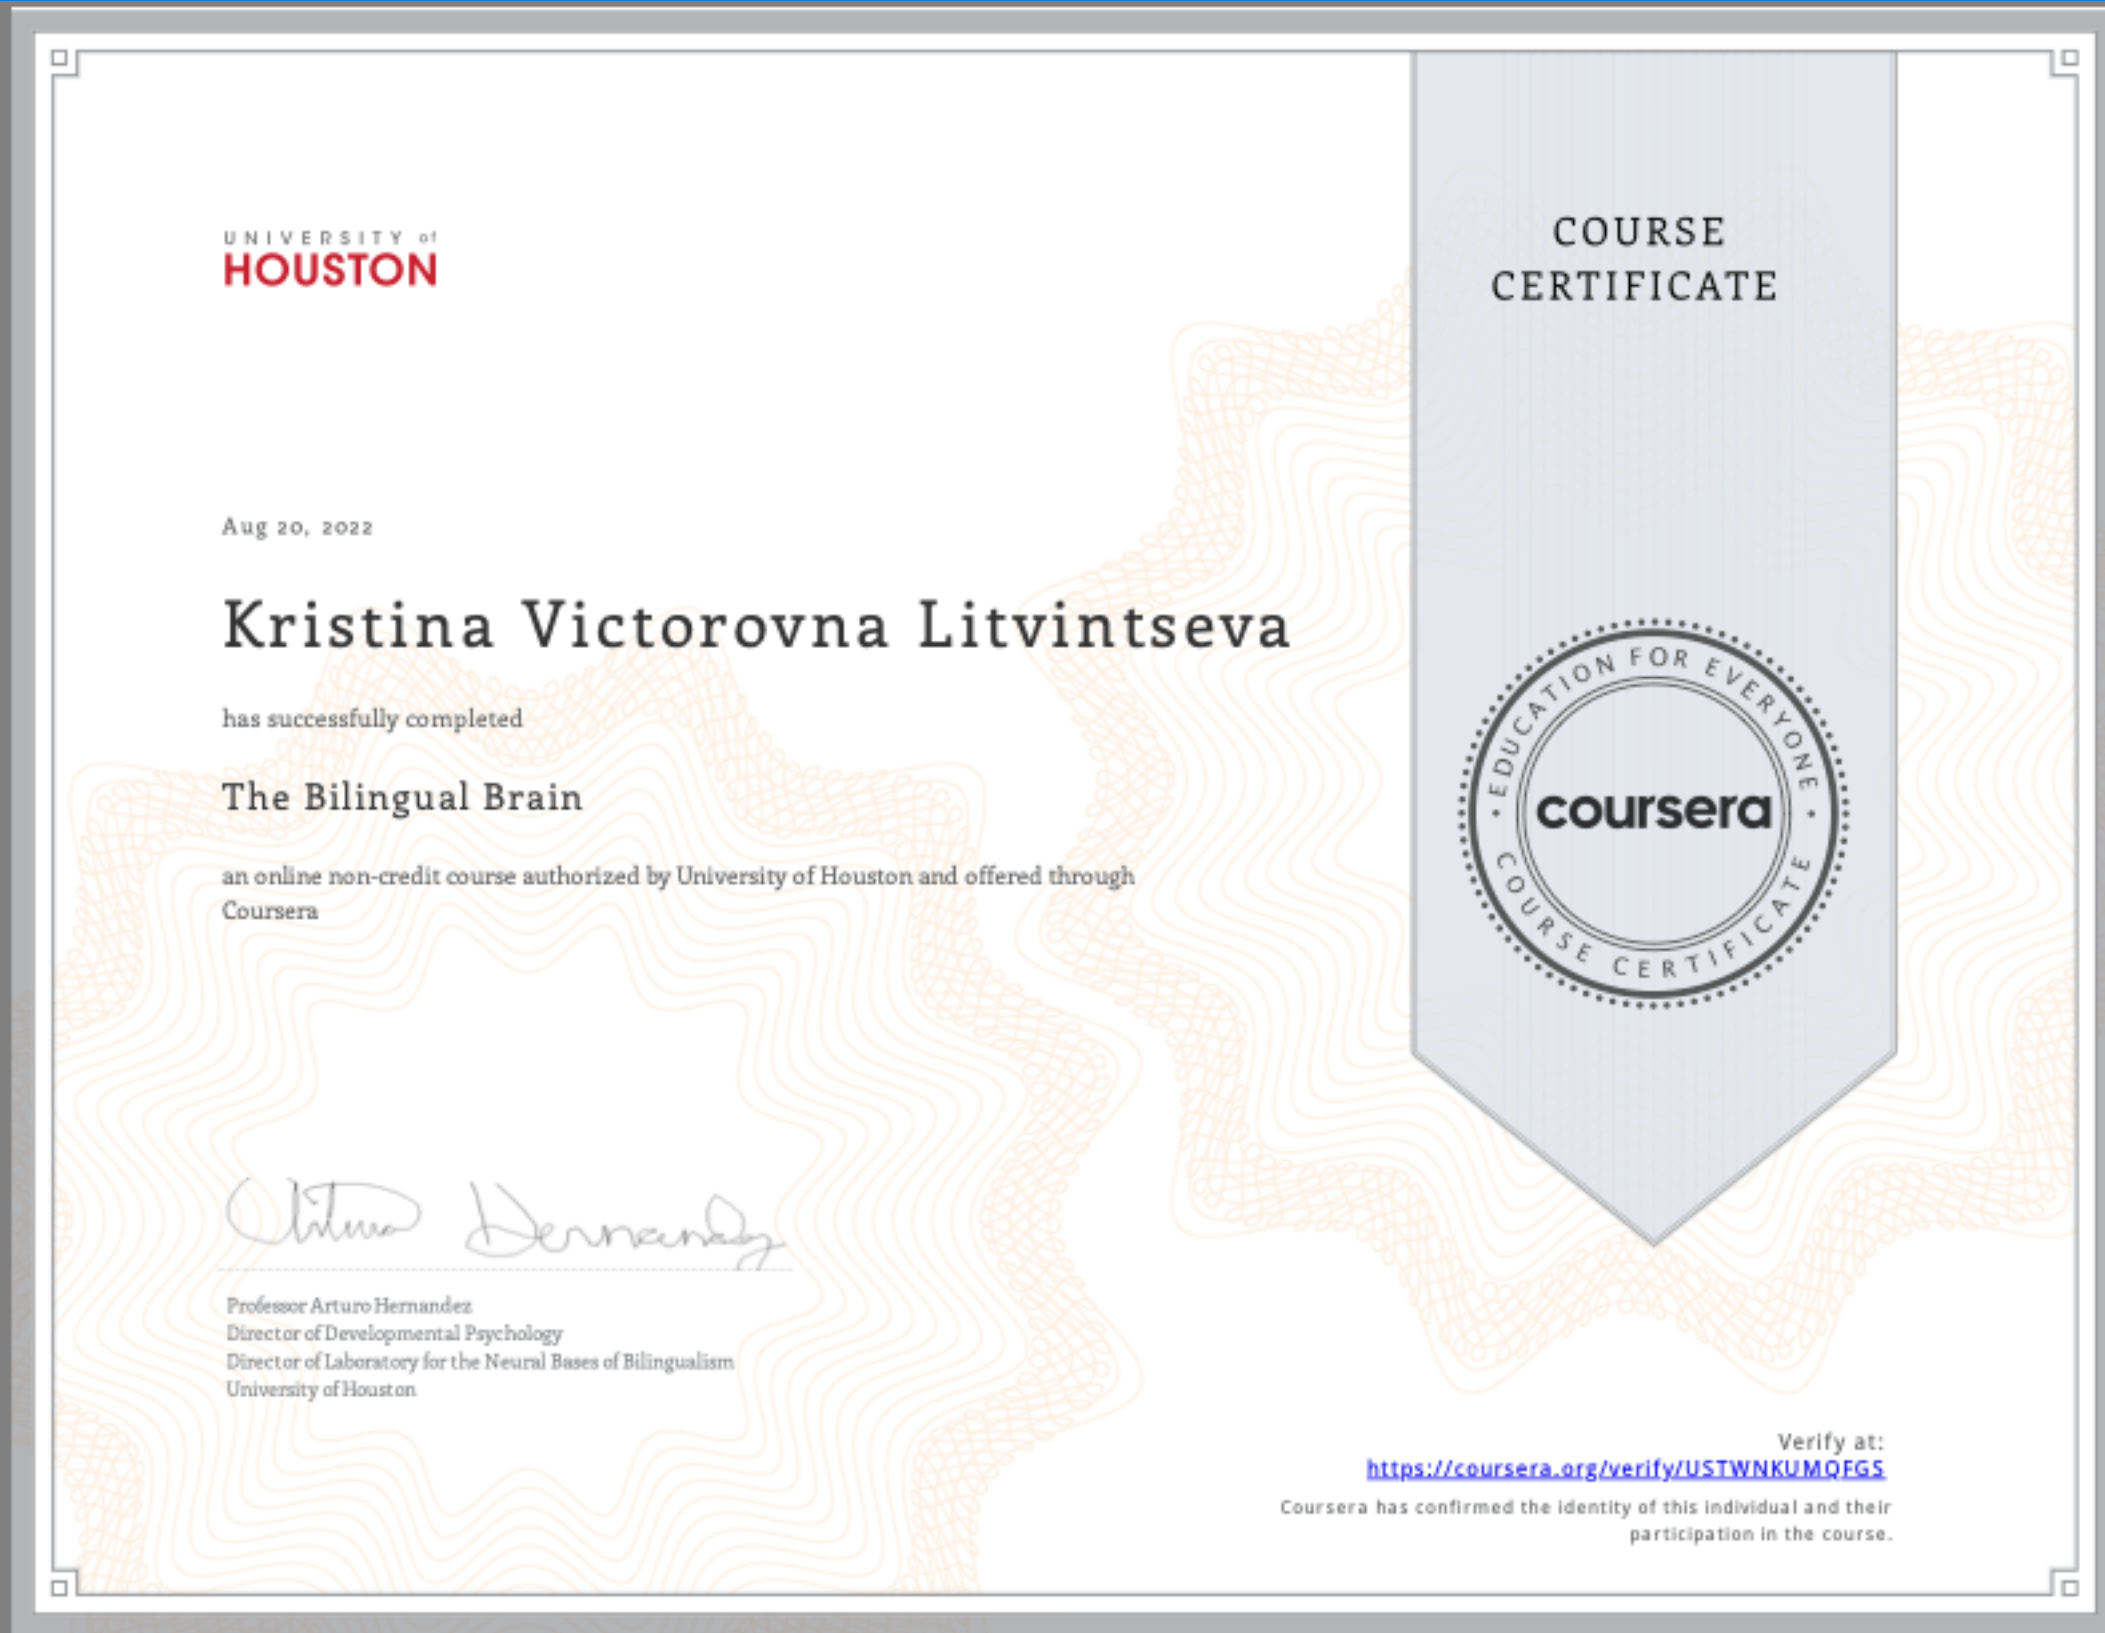 UNIVERSITY of
HOUSTON
COURSE
CERTIFICATE
Aug 20, 2022
Kristina Victorovna Litvintseva
has successfully completed
The Bilingual Brain
an online non-credit course authorized by University of Houston and offered through
Coursera
EDUCATION FOR EVERYONE
coursera
COURSE CERTIFICATE
Arturo Hernandez
Professor Arturo Hernandez
Director of Developmental Psychology
Director of Laboratory for the Neural Bases of Bilingualism
University of Houston
Verify at:
https://coursera.org/verify/USTWNKUMQFGS
Coursera has confirmed the identity of this individual and their
participation in the course.